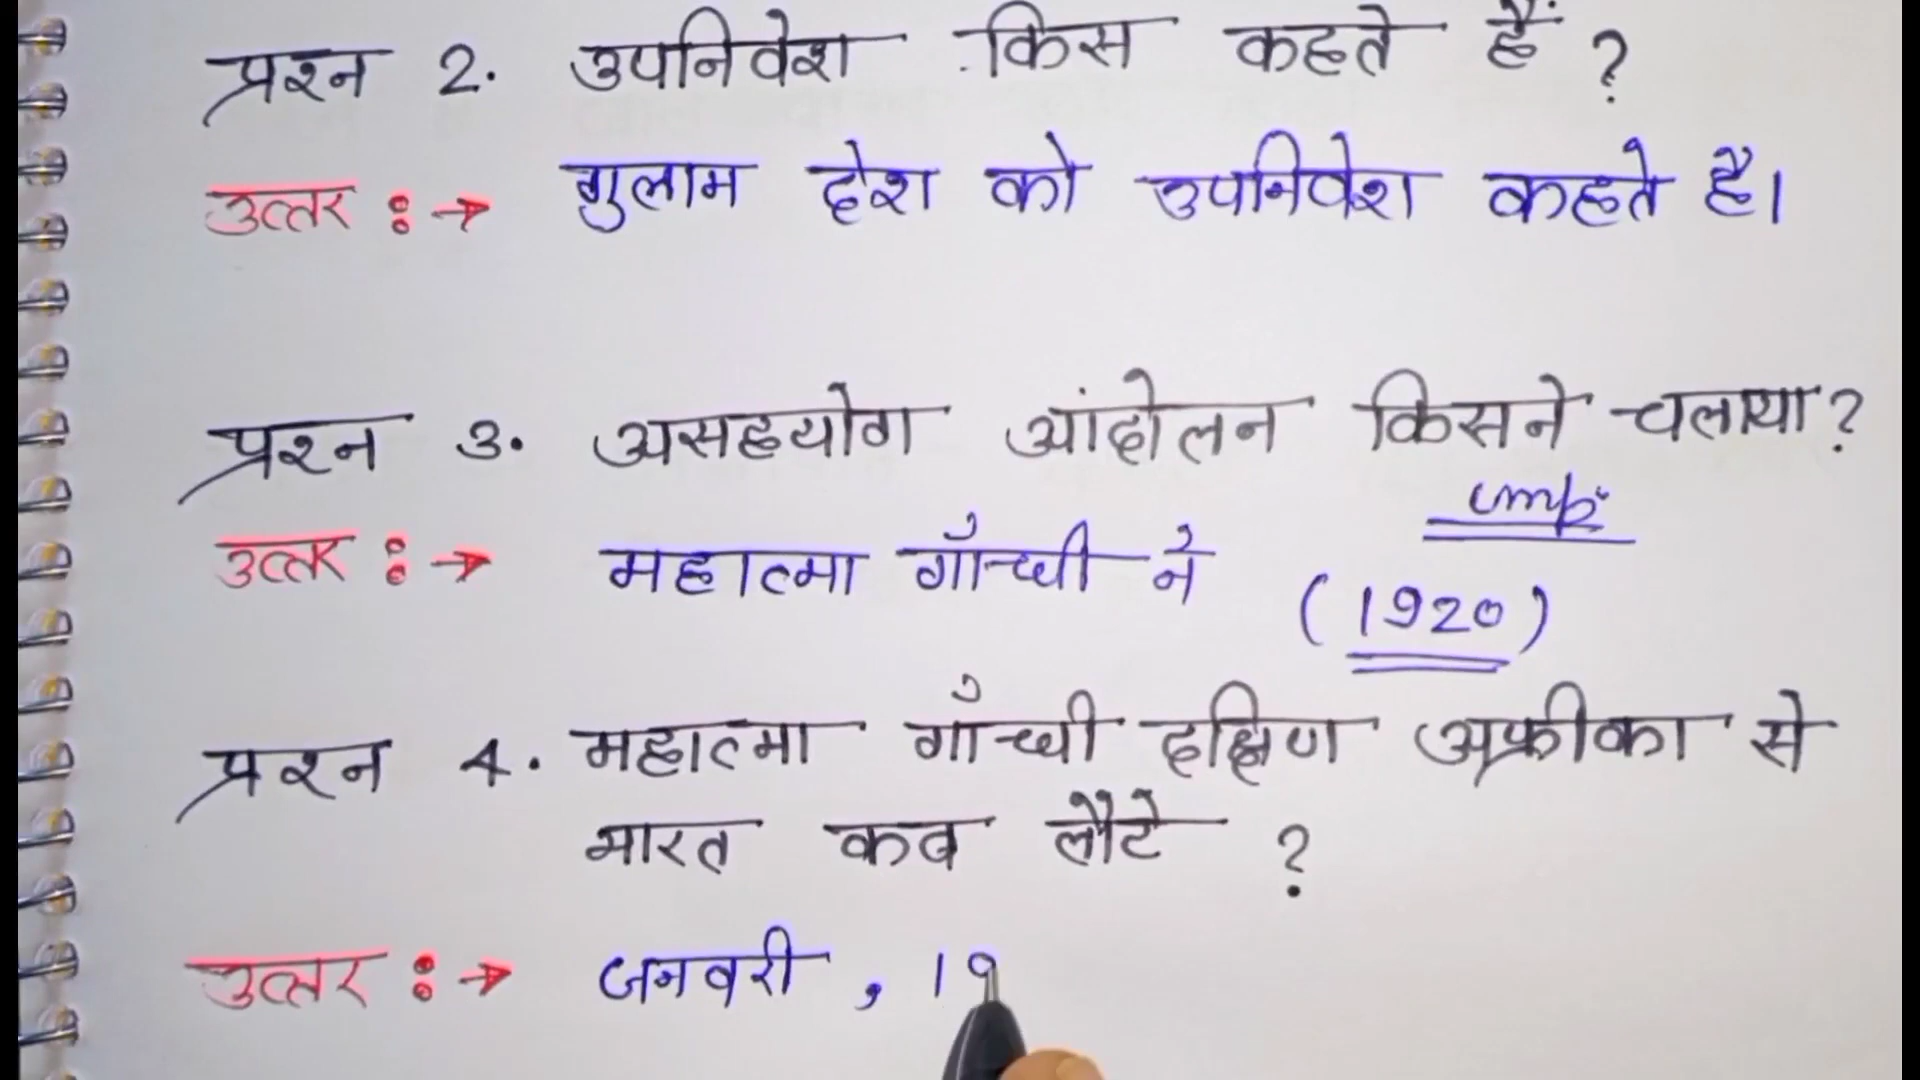 प्रश्न 2. उपनिवेश किस कहते हैं ?
उत्तर :→ गुलाम देश को उपनिवेश कहते है।
प्रश्न 3. असहयोग आंदोलन किसने चलाया?
Imp.
उत्तर :→ महात्मा गाँधी ने (1920)
प्रश्न 4. महात्मा गाँधी दक्षिण अफ्रीका से
भारत कब लौटे ?
उत्तर :→ जनवरी , 19